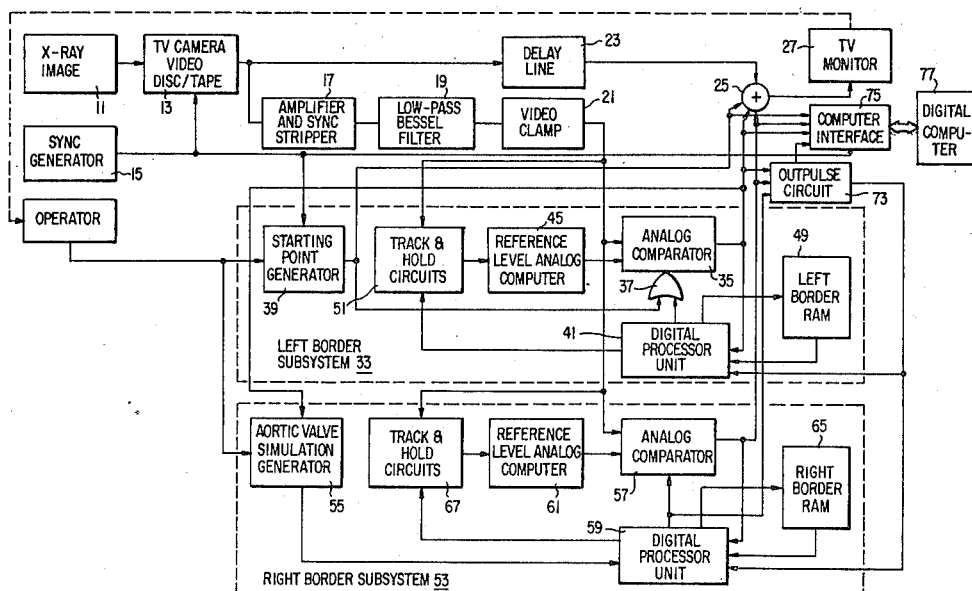 X-RAY
IMAGE
11
TV CAMERA
VIDEO
DISC/TAPE
13
17
AMPLIFIER
AND SYNC
STRIPPER
19
LOW-PASS
BESSEL
FILTER
DELAY
LINE
23
21
VIDEO
CLAMP
25
+
27
TV
MONITOR
75
COMPUTER
INTERFACE
77
DIGITAL
COMPU-
TER
SYNC
GENERATOR
15
OUTPULSE
CIRCUIT
73
OPERATOR
STARTING
POINT
GENERATOR
39
TRACK &
HOLD
CIRCUITS
51
45
REFERENCE
LEVEL ANALOG
COMPUTER
ANALOG
COMPARATOR
35
37
49
LEFT
BORDER
RAM
41
DIGITAL
PROCESSOR
UNIT
LEFT BORDER
SUBSYSTEM 33
AORTIC VALVE
SIMULATION
GENERATOR
55
TRACK &
HOLD
CIRCUITS
67
REFERENCE
LEVEL ANALOG
COMPUTER
61
ANALOG
COMPARATOR
57
65
RIGHT
BORDER
RAM
59
DIGITAL
PROCESSOR
UNIT
RIGHT BORDER SUBSYSTEM 53